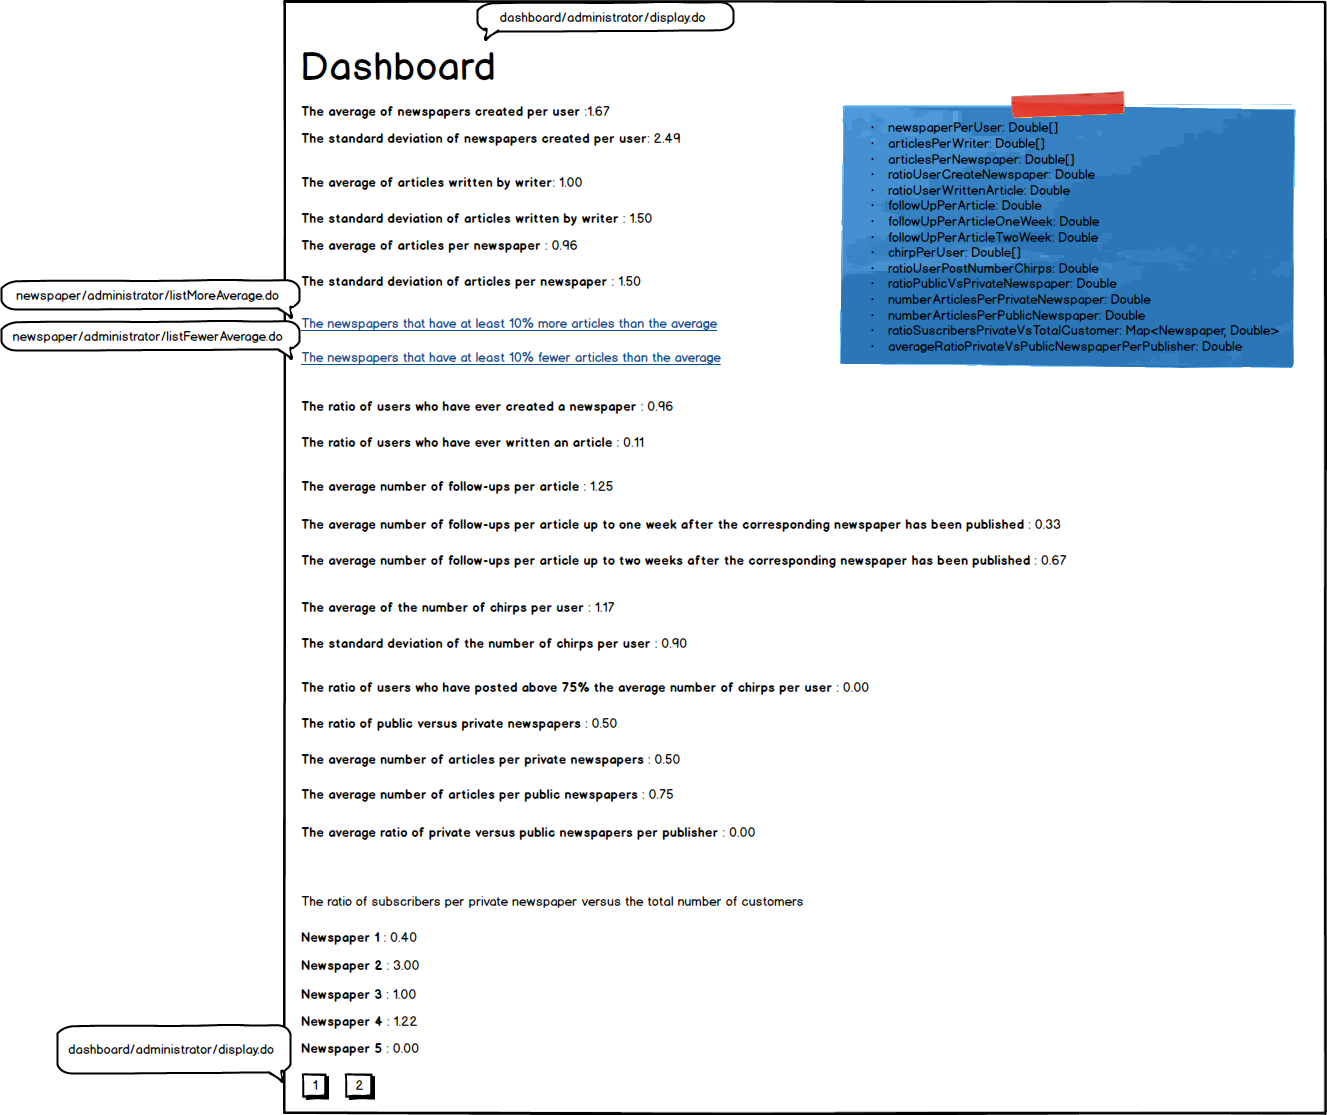 dashboard/administrator/display.do
Dashboard
The average of newspapers created per user :1.67
The standard deviation of newspapers created per user: 2.49
The average of articles written by writer: 1.00
The standard deviation of articles written by writer : 1.50
The average of articles per newspaper : 0.96
The standard deviation of articles per newspaper : 1.50
newspaper/administrator/listMoreAverage.do
The newspapers that have at least 10% more articles than the average
newspaper/administrator/listFewerAverage.do
The newspapers that have at least 10% fewer articles than the average
· newspaperPerUser: Double[]
· articlesPerWriter: Double[]
· articlesPerNewspaper: Double[]
· ratioUserCreateNewspaper: Double
· ratioUserWrittenArticle: Double
· followUpPerArticle: Double
· followUpPerArticleOneWeek: Double
· followUpPerArticleTwoWeek: Double
· chirpPerUser: Double[]
· ratioUserPostNumberChirps: Double
· ratioPublicVsPrivateNewspaper: Double
· numberArticlesPerPrivateNewspaper: Double
· numberArticlesPerPublicNewspaper: Double
· ratioSuscribersPrivateVsTotalCustomer: Map<Newspaper, Double>
· averageRatioPrivateVsPublicNewspaperPerPublisher: Double
The ratio of users who have ever created a newspaper : 0.96
The ratio of users who have ever written an article : 0.11
The average number of follow-ups per article : 1.25
The average number of follow-ups per article up to one week after the corresponding newspaper has been published : 0.33
The average number of follow-ups per article up to two weeks after the corresponding newspaper has been published : 0.67
The average of the number of chirps per user : 1.17
The standard deviation of the number of chirps per user : 0.90
The ratio of users who have posted above 75% the average number of chirps per user : 0.00
The ratio of public versus private newspapers : 0.50
The average number of articles per private newspapers : 0.50
The average number of articles per public newspapers : 0.75
The average ratio of private versus public newspapers per publisher : 0.00
The ratio of subscribers per private newspaper versus the total number of customers
Newspaper 1 : 0.40
Newspaper 2 : 3.00
Newspaper 3 : 1.00
Newspaper 4 : 1.22
Newspaper 5 : 0.00
dashboard/administrator/display.do
1 2